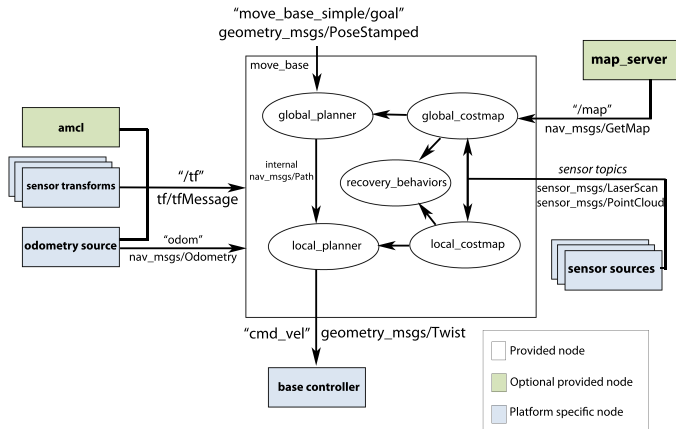 “move_base_simple/goal”
geometry_msgs/PoseStamped
move_base
map_server
global_planner
global_costmap
“/map”
nav_msgs/GetMap
amcl
internal
nav_msgs/Path
sensor topics
sensor_msgs/LaserScan
sensor_msgs/PointCloud
recovery_behaviors
“/tf”
tf/tfMessage
sensor transforms
odometry source
“odom”
nav_msgs/Odometry
local_planner
local_costmap
sensor sources
“cmd_vel”
geometry_msgs/Twist
base controller
Provided node
Optional provided node
Platform specific node